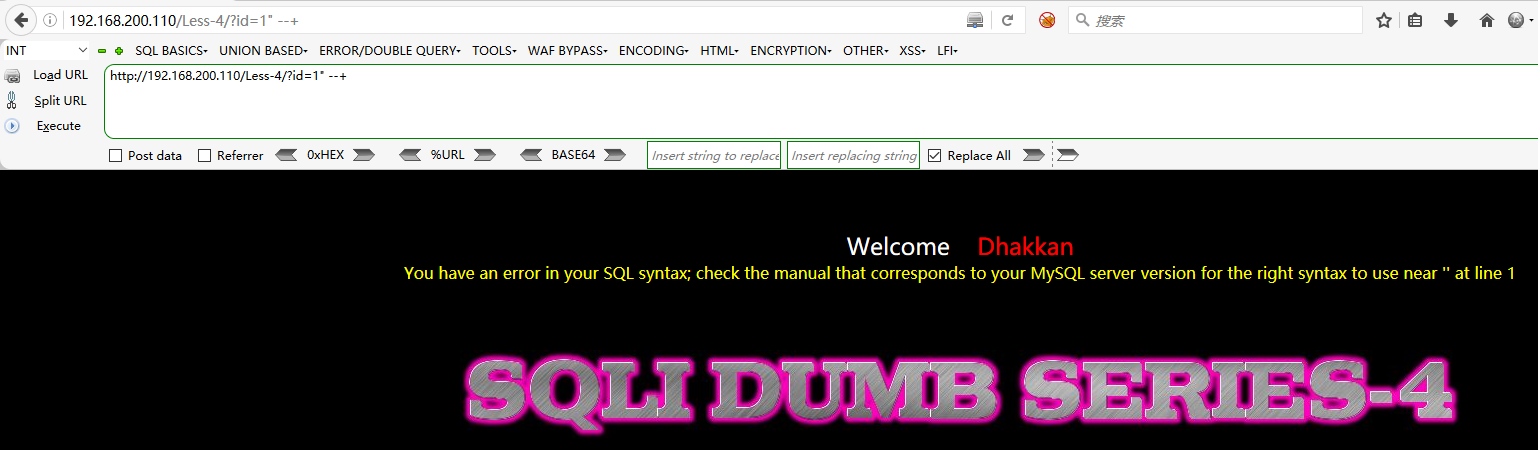 192.168.200.110/Less-4/?id=1" --+
搜索
INT
SQL BASICS▾ UNION BASED▾ ERROR/DOUBLE QUERY▾ TOOLS▾ WAF BYPASS▾ ENCODING▾ HTML▾ ENCRYPTION▾ OTHER▾ XSS▾ LFI▾
Load URL
http://192.168.200.110/Less-4/?id=1" --+
Split URL
Execute
Post data Referrer 0xHEX %URL BASE64 Insert string to replace Insert replacing string Replace All
Welcome Dhakkan
You have an error in your SQL syntax; check the manual that corresponds to your MySQL server version for the right syntax to use near '' at line 1
SQLI DUMB SERIES-4